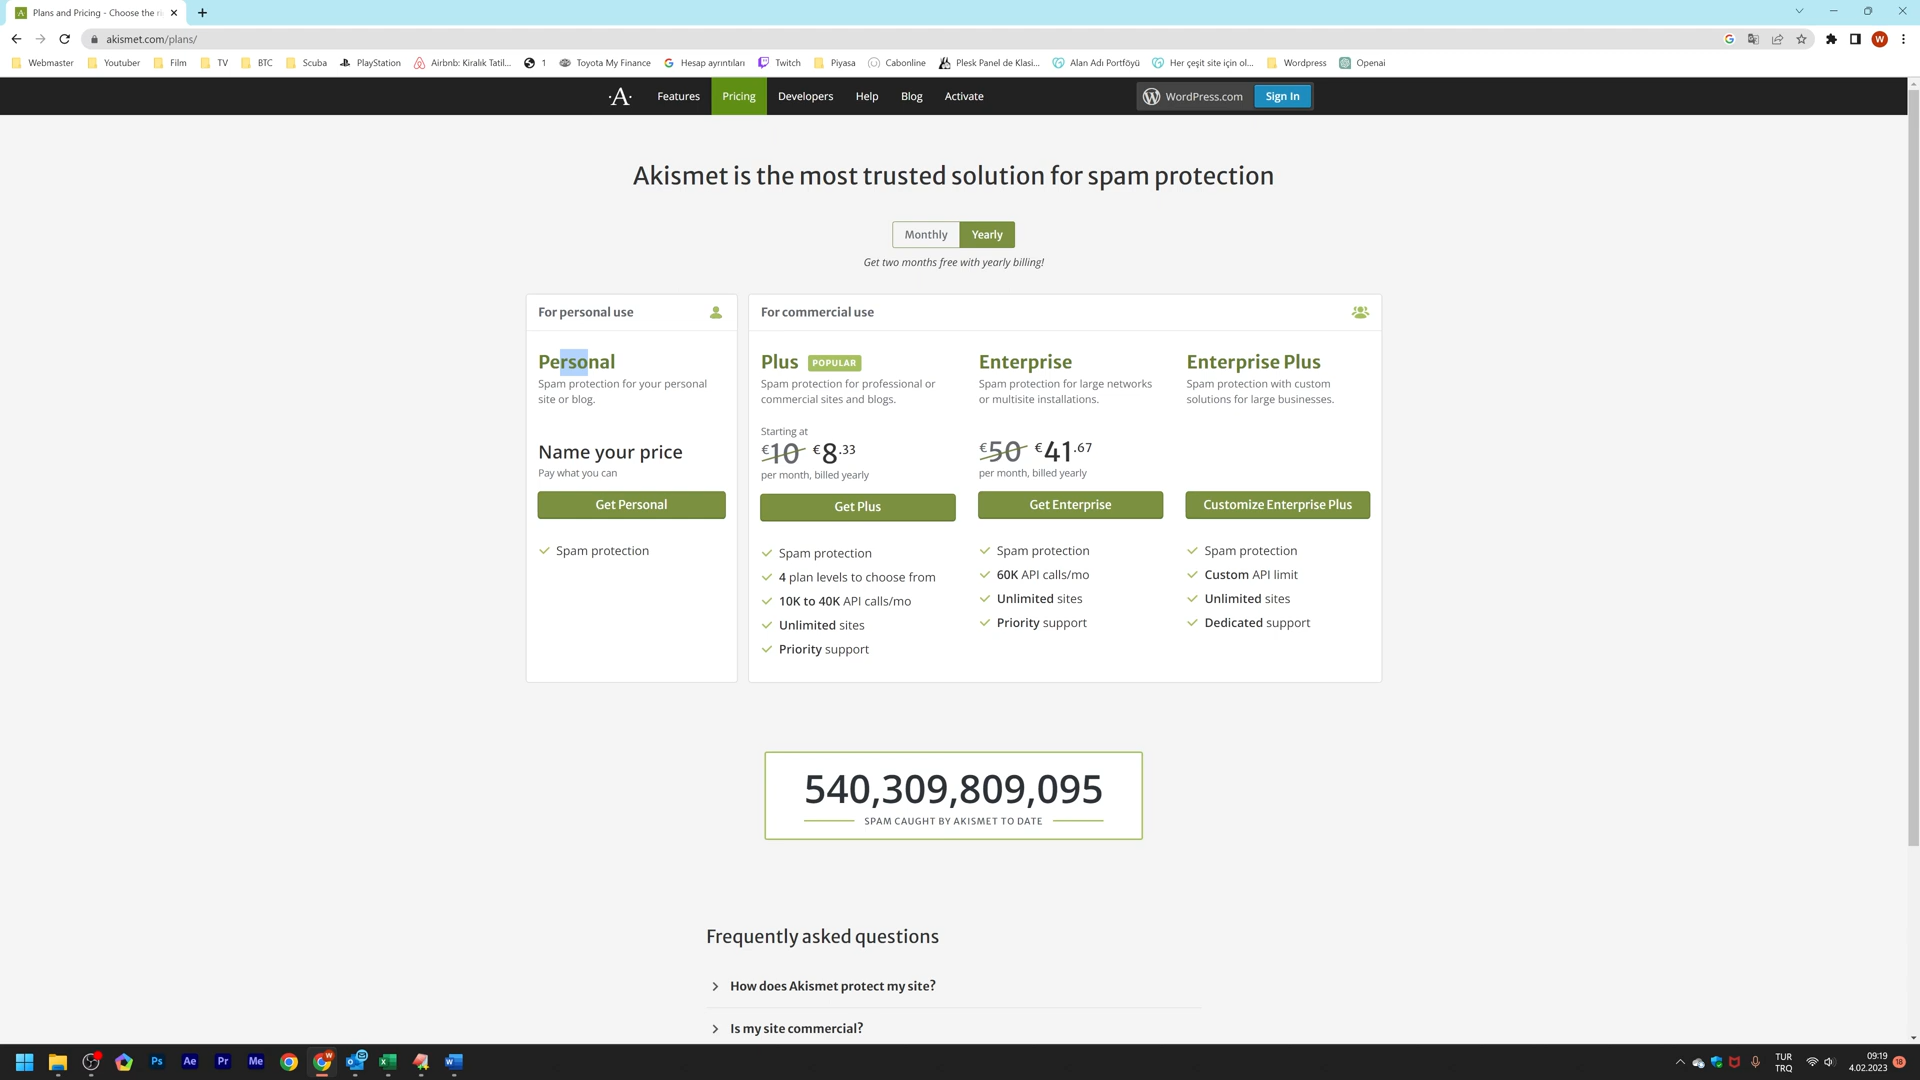 Plans and Pricing - Choose the ri
akismet.com/plans/
Webmaster
Youtuber
Film
TV
BTC
Scuba
PlayStation
Airbnb: Kiralık Tatil...
1
Toyota My Finance
Hesap ayrıntıları
Twitch
Piyasa
Cabonline
Plesk Panel de Klasi...
Alan Adı Portföyü
Her çeşit site için ol...
Wordpress
Openai
·A·
Features
Pricing
Developers
Help
Blog
Activate
WordPress.com
Sign In
Akismet is the most trusted solution for spam protection
Monthly
Yearly
Get two months free with yearly billing!
For personal use
Personal
Spam protection for your personal
site or blog.
Name your price
Pay what you can
Get Personal
Spam protection
For commercial use
Plus POPULAR
Spam protection for professional or
commercial sites and blogs.
Starting at
€10 €8.33
per month, billed yearly
Get Plus
Spam protection
4 plan levels to choose from
10K to 40K API calls/mo
Unlimited sites
Priority support
Enterprise
Spam protection for large networks
or multisite installations.
€50 €41.67
per month, billed yearly
Get Enterprise
Spam protection
60K API calls/mo
Unlimited sites
Priority support
Enterprise Plus
Spam protection with custom
solutions for large businesses.
Customize Enterprise Plus
Spam protection
Custom API limit
Unlimited sites
Dedicated support
540,309,809,095
SPAM CAUGHT BY AKISMET TO DATE
Frequently asked questions
How does Akismet protect my site?
Is my site commercial?
Ps
Ae
Pr
Me
TUR
TRQ
09:19
4.02.2023